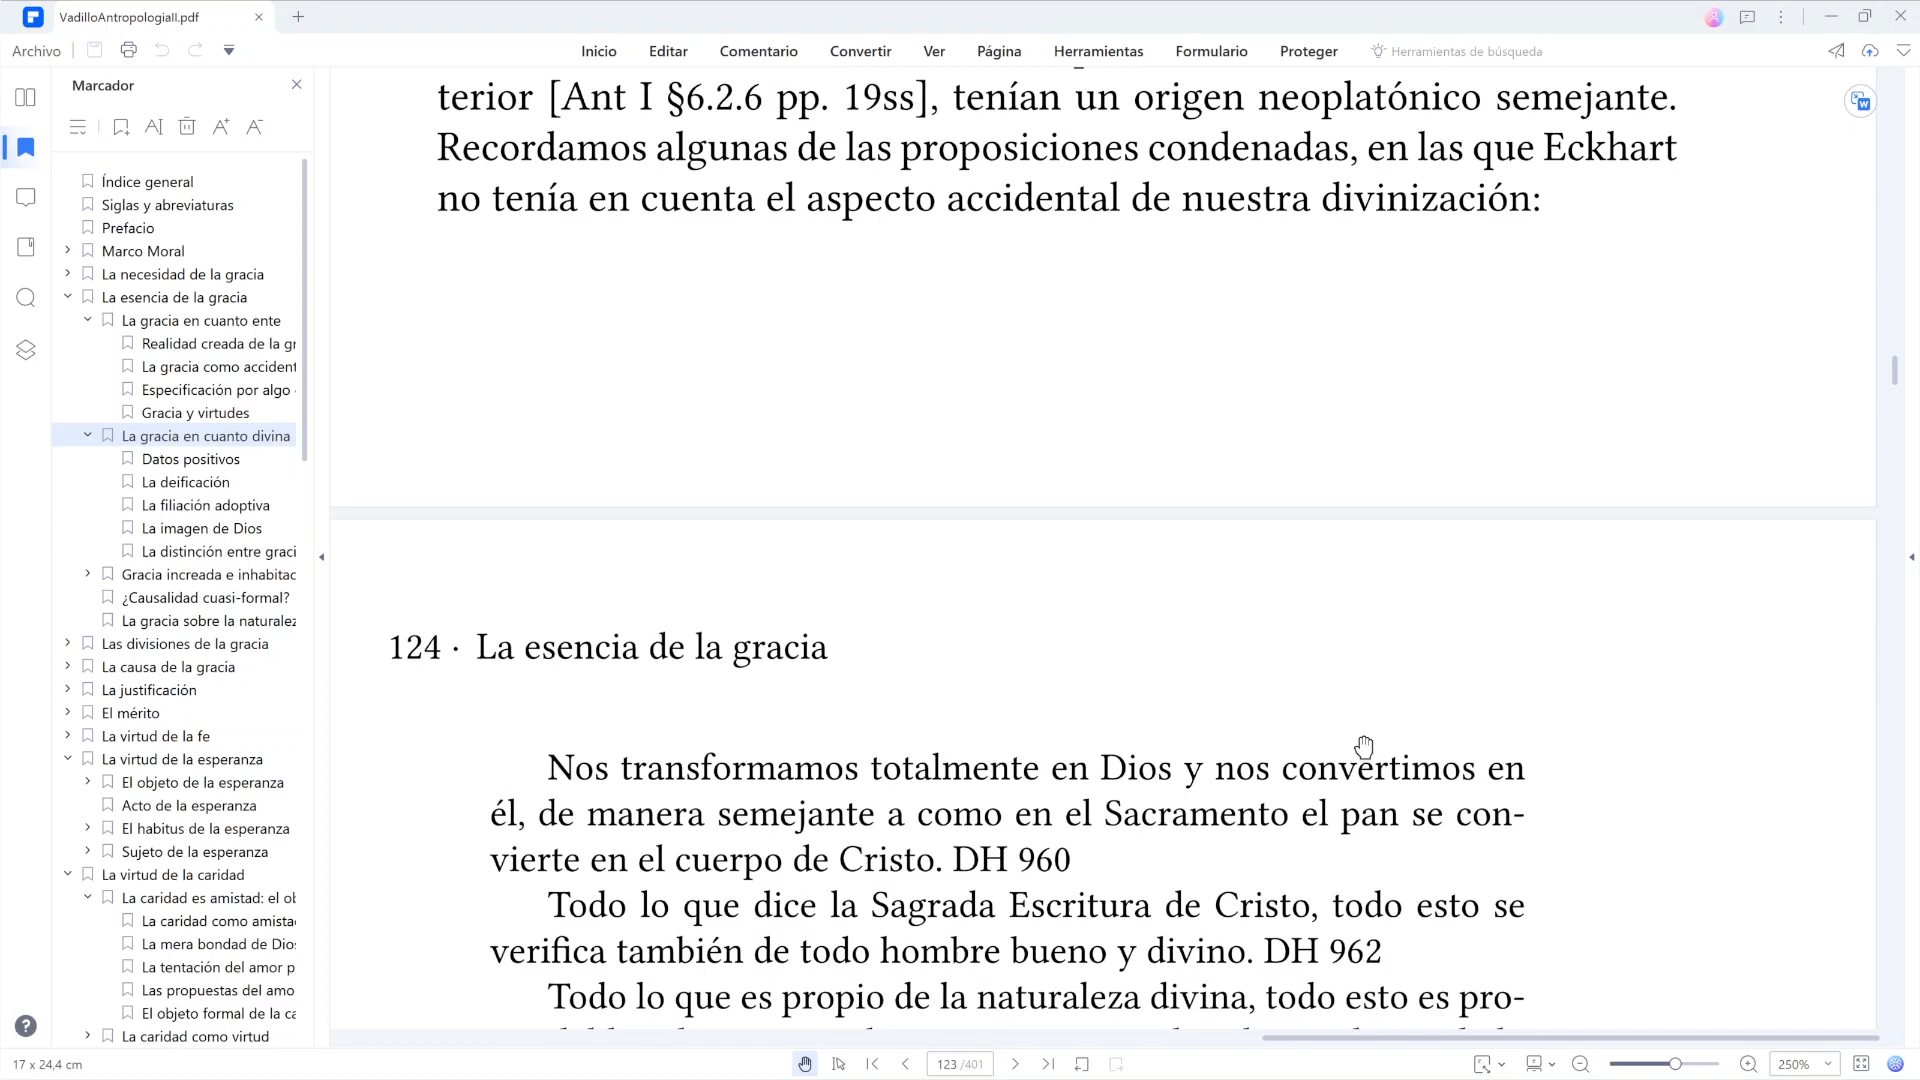 VadilloAntropologiaII.pdf
Archivo
Inicio
Editar
Comentario
Convertir
Ver
Página
Herramientas
Formulario
Proteger
Herramientas de búsqueda
Marcador
Índice general
Siglas y abreviaturas
Prefacio
Marco Moral
La necesidad de la gracia
La esencia de la gracia
La gracia en cuanto ente
Realidad creada de la gr
La gracia como accident
Especificación por algo
Gracia y virtudes
La gracia en cuanto divina
Datos positivos
La deificación
La filiación adoptiva
La imagen de Dios
La distinción entre graci
Gracia increada e inhabitac
¿Causalidad cuasi-formal?
La gracia sobre la naturalez
Las divisiones de la gracia
La causa de la gracia
La justificación
El mérito
La virtud de la fe
La virtud de la esperanza
El objeto de la esperanza
Acto de la esperanza
El habitus de la esperanza
Sujeto de la esperanza
La virtud de la caridad
La caridad es amistad: el ob
La caridad como amista
La mera bondad de Dio
La tentación del amor p
Las propuestas del amo
El objeto formal de la ca
La caridad como virtud
terior [Ant I §6.2.6 pp. 19ss], tenían un origen neoplatónico semejante.
Recordamos algunas de las proposiciones condenadas, en las que Eckhart
no tenía en cuenta el aspecto accidental de nuestra divinización:
124 · La esencia de la gracia
Nos transformamos totalmente en Dios y nos convertimos en
él, de manera semejante a como en el Sacramento el pan se con-
vierte en el cuerpo de Cristo. DH 960
Todo lo que dice la Sagrada Escritura de Cristo, todo esto se
verifica también de todo hombre bueno y divino. DH 962
Todo lo que es propio de la naturaleza divina, todo esto es pro-
17 x 24,4 cm
123 /401
250%